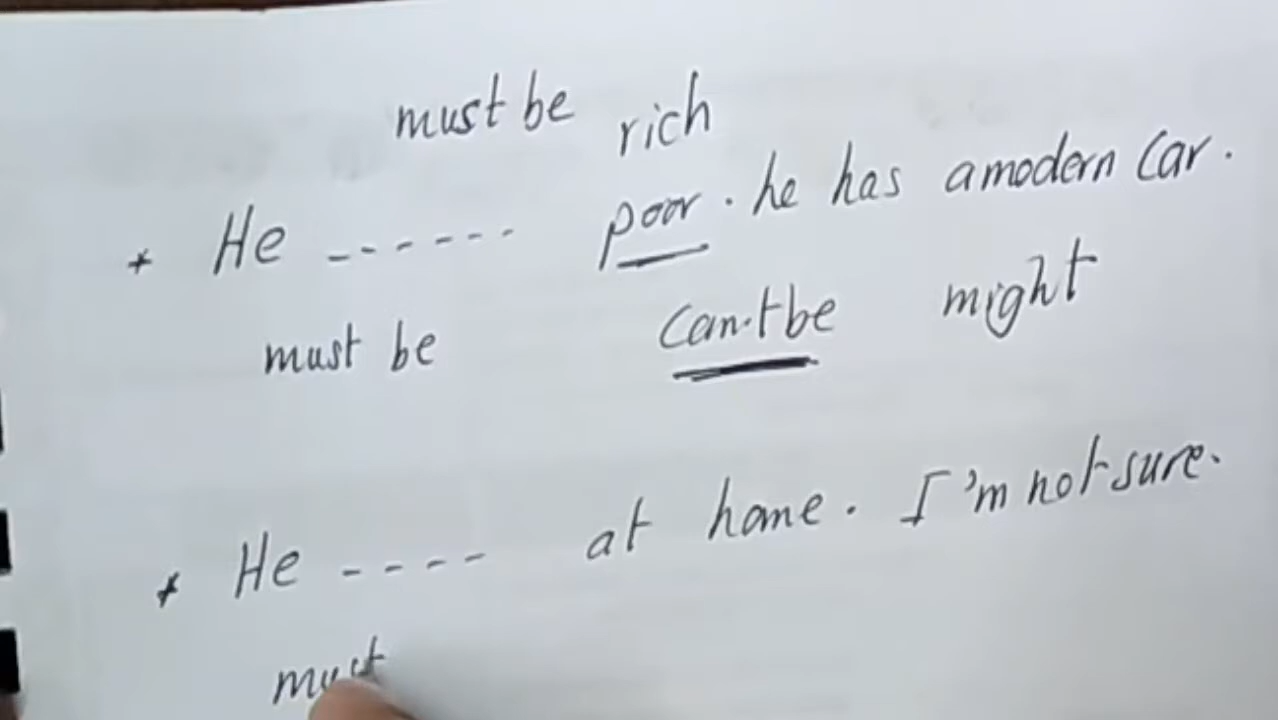 must be rich
* He ------ poor. he has a modern car.
must be can't be might
* He ---- at home. I'm not sure.
must